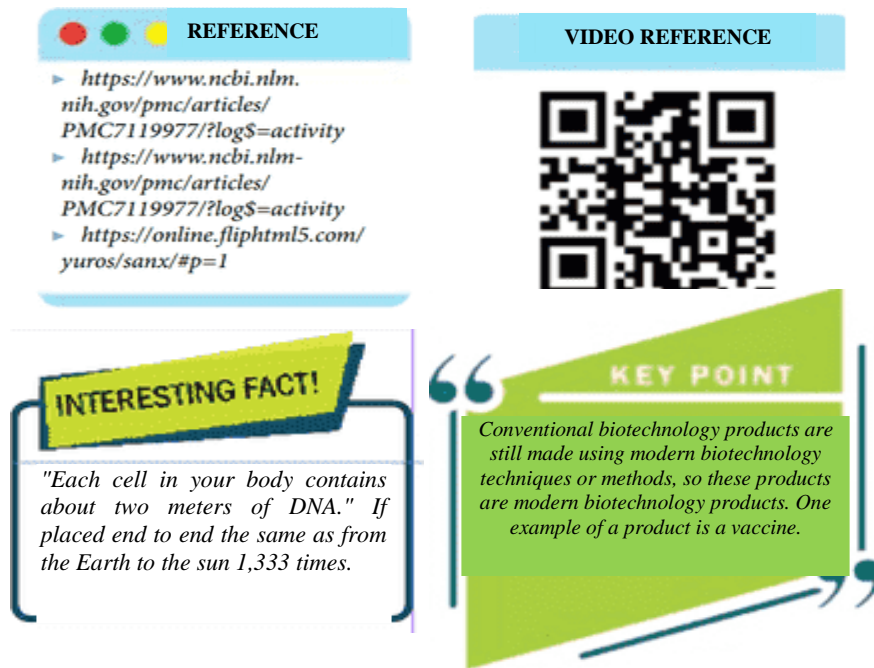 REFERENCE
► https://www.ncbi.nlm.
nih.gov/pmc/articles/
PMC7119977/?log$=activity
► https://www.ncbi.nlm-
nih.gov/pmc/articles/
PMC7119977/?log$=activity
► https://online.fliphtml5.com/
yuros/sanx/#p=1
VIDEO REFERENCE
INTERESTING FACT!
"Each cell in your body contains
about two meters of DNA." If
placed end to end the same as from
the Earth to the sun 1,333 times.
KEY POINT
Conventional biotechnology products are
still made using modern biotechnology
techniques or methods, so these products
are modern biotechnology products. One
example of a product is a vaccine.